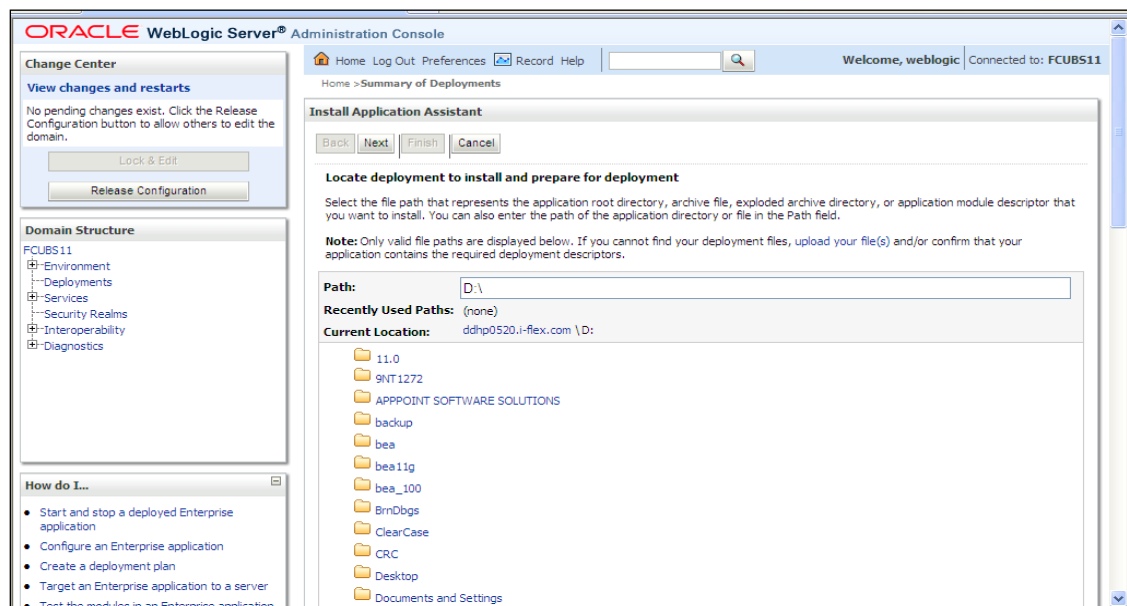 ORACLE WebLogic Server® Administration Console
Change Center
View changes and restarts
No pending changes exist. Click the Release
Configuration button to allow others to edit the
domain.
Lock & Edit
Release Configuration
Domain Structure
FCUBS11
Environment
Deployments
Services
Security Realms
Interoperability
Diagnostics
How do I...
Start and stop a deployed Enterprise
application
Configure an Enterprise application
Create a deployment plan
Target an Enterprise application to a server
Test the modules in an Enterprise application
Home Log Out Preferences Record Help
Welcome, weblogic Connected to: FCUBS11
Home >Summary of Deployments
Install Application Assistant
Back Next Finish Cancel
Locate deployment to install and prepare for deployment
Select the file path that represents the application root directory, archive file, exploded archive directory, or application module descriptor that
you want to install. You can also enter the path of the application directory or file in the Path field.
Note: Only valid file paths are displayed below. If you cannot find your deployment files, upload your file(s) and/or confirm that your
application contains the required deployment descriptors.
Path: D:\
Recently Used Paths: (none)
Current Location: ddhp0520.i-flex.com \D:
11.0
9NT1272
APPPOINT SOFTWARE SOLUTIONS
backup
bea
bea11g
bea_100
BrnDbgs
ClearCase
CRC
Desktop
Documents and Settings